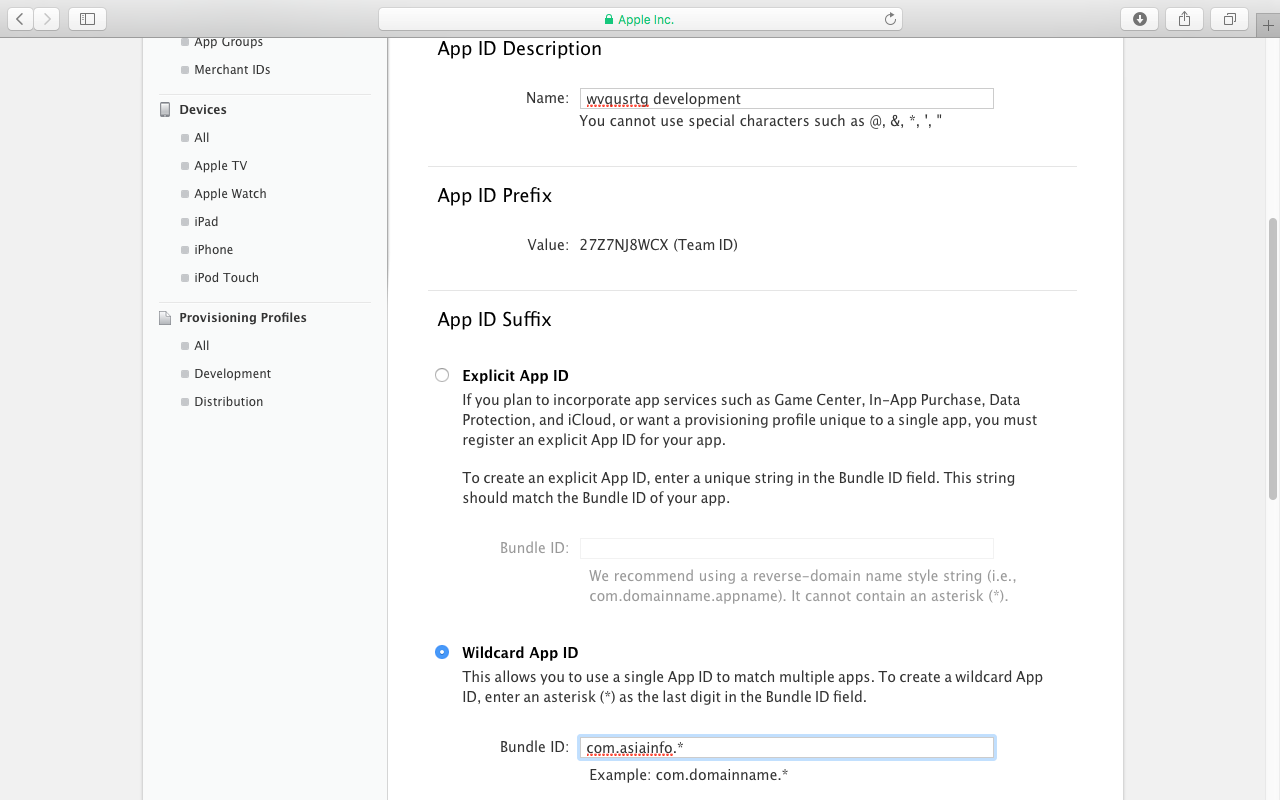 Apple Inc.
App Groups
Merchant IDs
Devices
All
Apple TV
Apple Watch
iPad
iPhone
iPod Touch
Provisioning Profiles
All
Development
Distribution
App ID Description
Name: wvqusrtg development
You cannot use special characters such as @, &, *, ', "
App ID Prefix
Value: 27Z7NJ8WCX (Team ID)
App ID Suffix
Explicit App ID
If you plan to incorporate app services such as Game Center, In-App Purchase, Data
Protection, and iCloud, or want a provisioning profile unique to a single app, you must
register an explicit App ID for your app.
To create an explicit App ID, enter a unique string in the Bundle ID field. This string
should match the Bundle ID of your app.
Bundle ID:
We recommend using a reverse-domain name style string (i.e.,
com.domainname.appname). It cannot contain an asterisk (*).
Wildcard App ID
This allows you to use a single App ID to match multiple apps. To create a wildcard App
ID, enter an asterisk (*) as the last digit in the Bundle ID field.
Bundle ID: com.asiainfo.*
Example: com.domainname.*